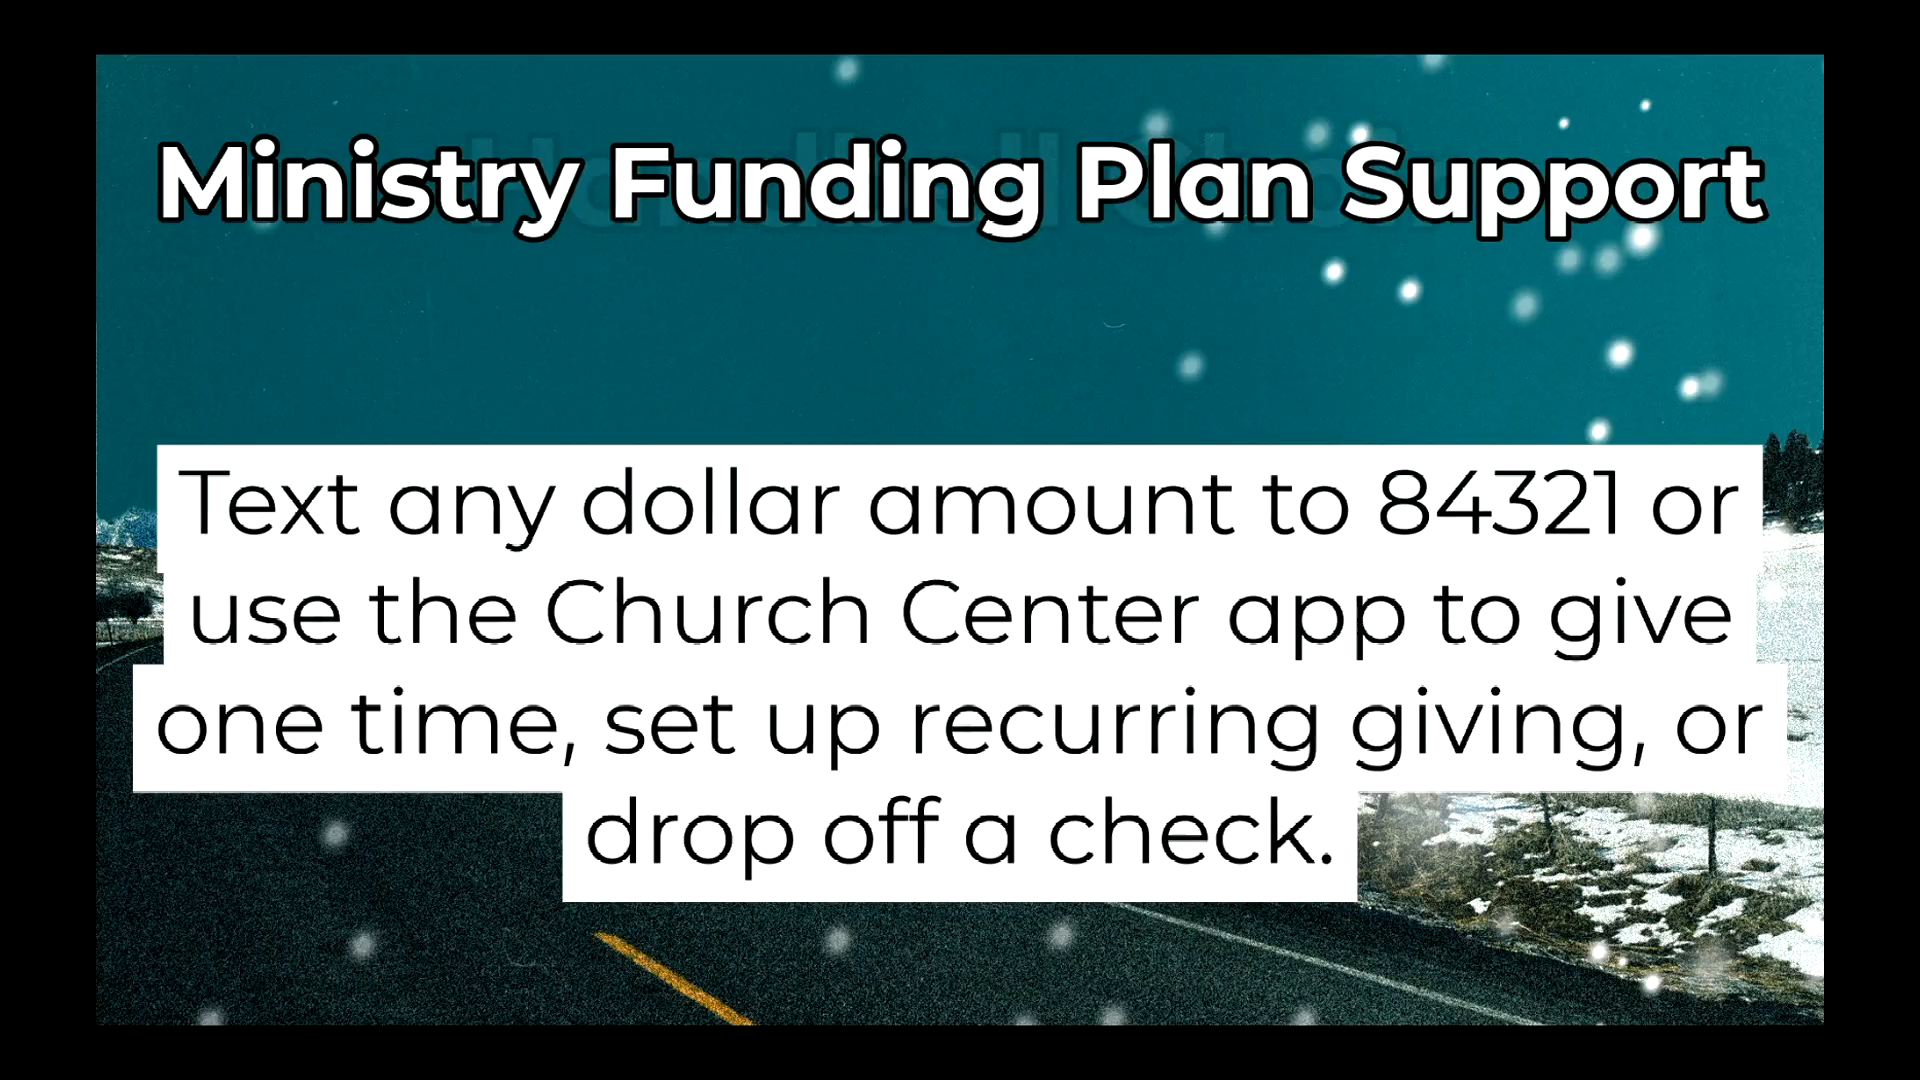 Ministry Funding Plan Support
Text any dollar amount to 84321 or
use the Church Center app to give
one time, set up recurring giving, or
drop off a check.